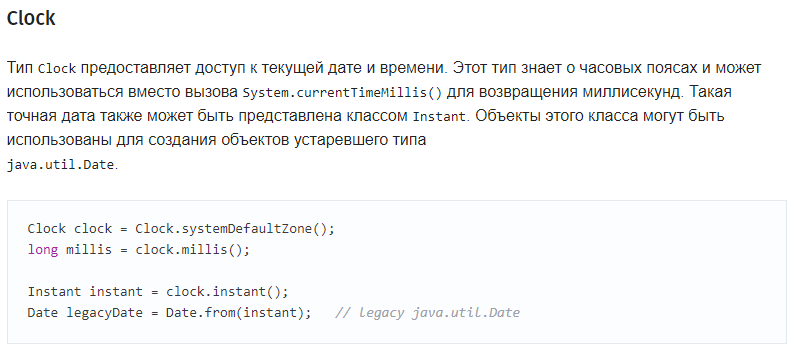 Clock
Тип Clock предоставляет доступ к текущей дате и времени. Этот тип знает о часовых поясах и может
использоваться вместо вызова System.currentTimeMillis() для возвращения миллисекунд. Такая
точная дата также может быть представлена классом Instant. Объекты этого класса могут быть
использованы для создания объектов устаревшего типа
java.util.Date.
Clock clock = Clock.systemDefaultZone();
long millis = clock.millis();
Instant instant = clock.instant();
Date legacyDate = Date.from(instant);   // legacy java.util.Date